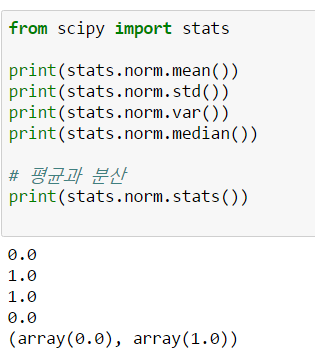 from scipy import stats
print(stats.norm.mean())
print(stats.norm.std())
print(stats.norm.var())
print(stats.norm.median())
# 평균과 분산
print(stats.norm.stats())
0.0
1.0
1.0
0.0
(array(0.0), array(1.0))